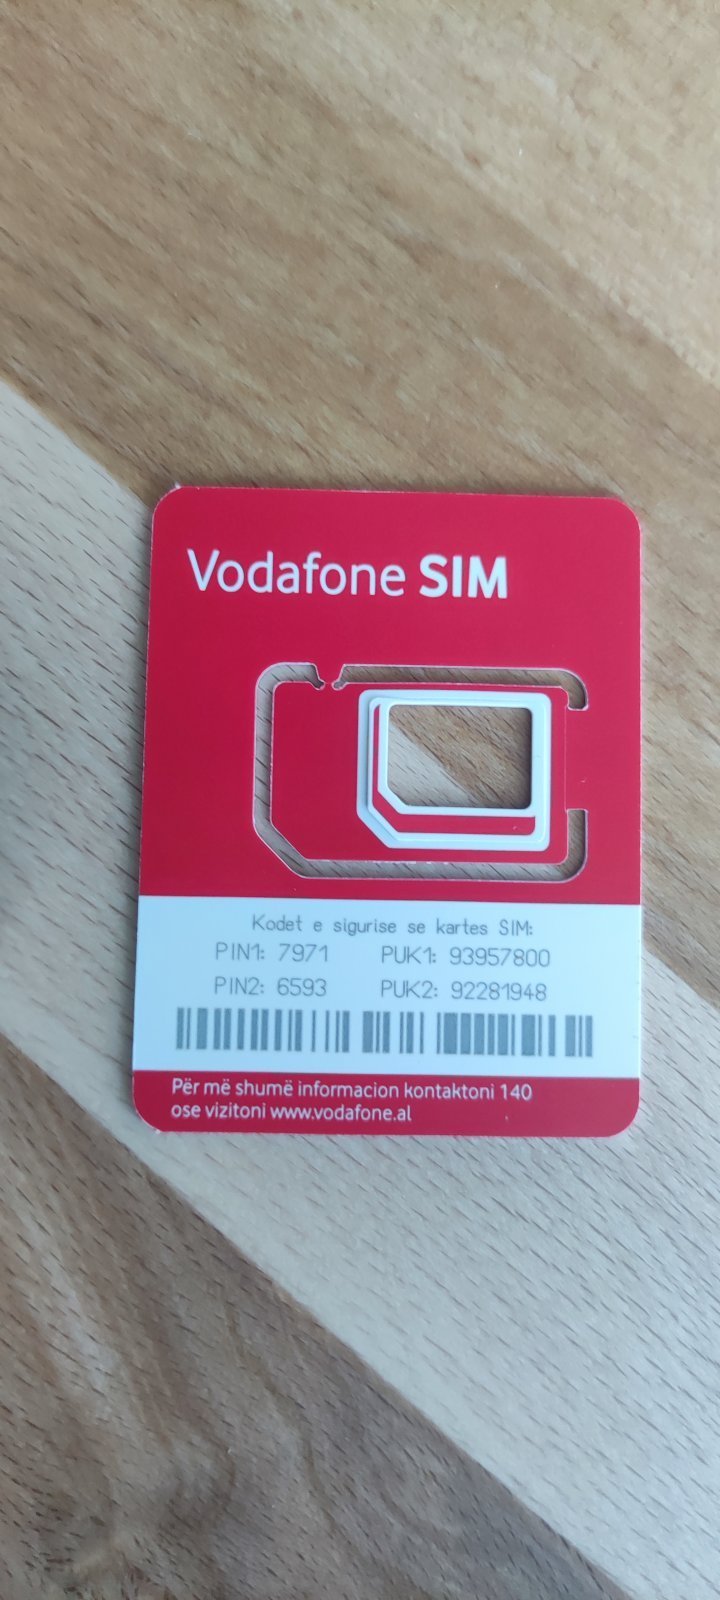 Vodafone SIM
Kodet e sigurise se kartes SIM:
PIN1: 7971 PUK1: 93957800
PIN2: 6593 PUK2: 92281948
Për më shumë informacion kontaktoni 140
ose vizitoni www.vodafone.al